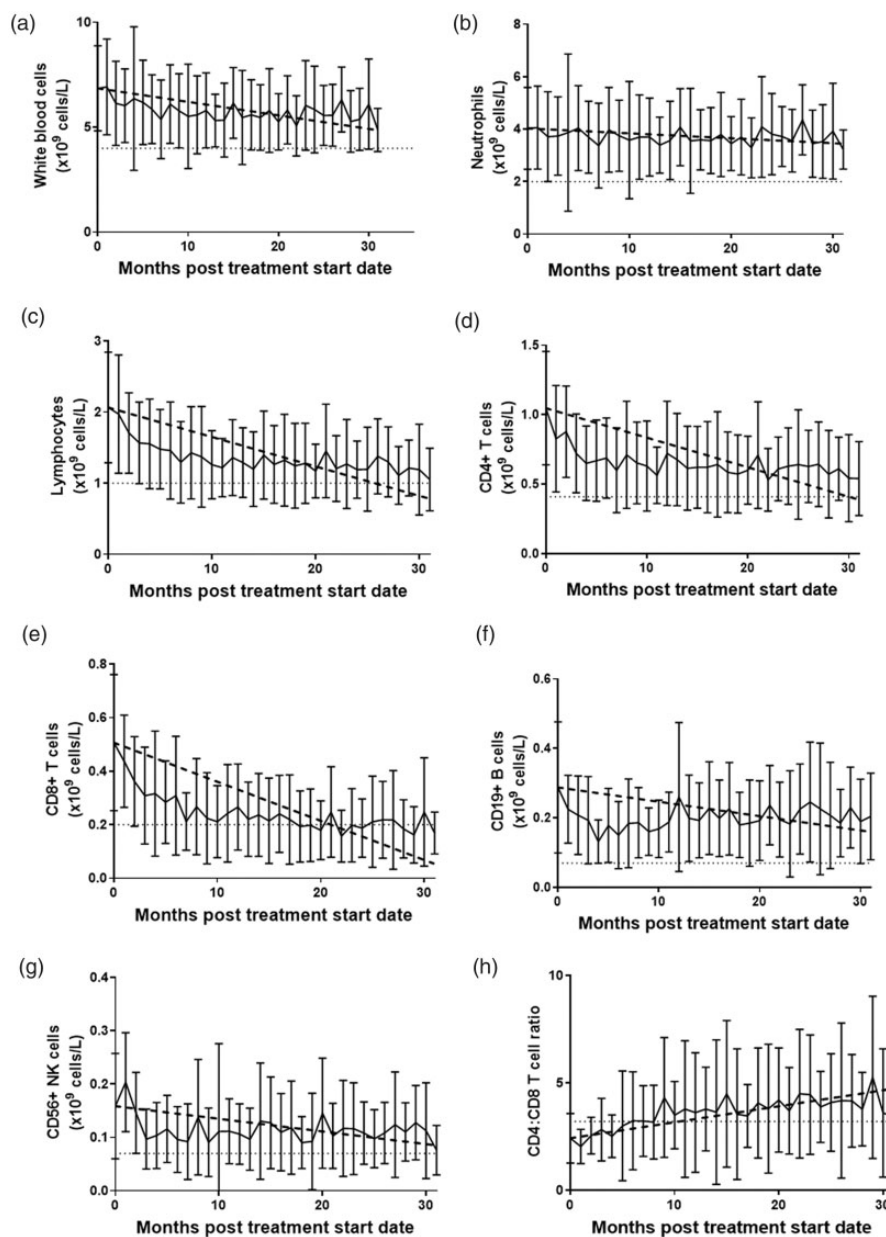 (a)
10
5
0
White blood cells
(x10⁹ cells/L)
0 10 20 30
Months post treatment start date
(b)
8
6
4
2
0
Neutrophils
(x10⁹ cells/L)
0 10 20 30
Months post treatment start date
(c)
3
2
1
0
Lymphocytes
(x10⁹ cells/L)
0 10 20 30
Months post treatment start date
(d)
1.5
1.0
0.5
0.0
CD4+ T cells
(x10⁹ cells/L)
0 10 20 30
Months post treatment start date
(e)
0.8
0.6
0.4
0.2
0.0
CD8+ T cells
(x10⁹ cells/L)
0 10 20 30
Months post treatment start date
(f)
0.6
0.4
0.2
0.0
CD19+ B cells
(x10⁹ cells/L)
0 10 20 30
Months post treatment start date
(g)
0.4
0.3
0.2
0.1
0.0
CD56+ NK cells
(x10⁹ cells/L)
0 10 20 30
Months post treatment start date
(h)
10
5
0
CD4:CD8 T cell ratio
0 10 20 30
Months post treatment start date